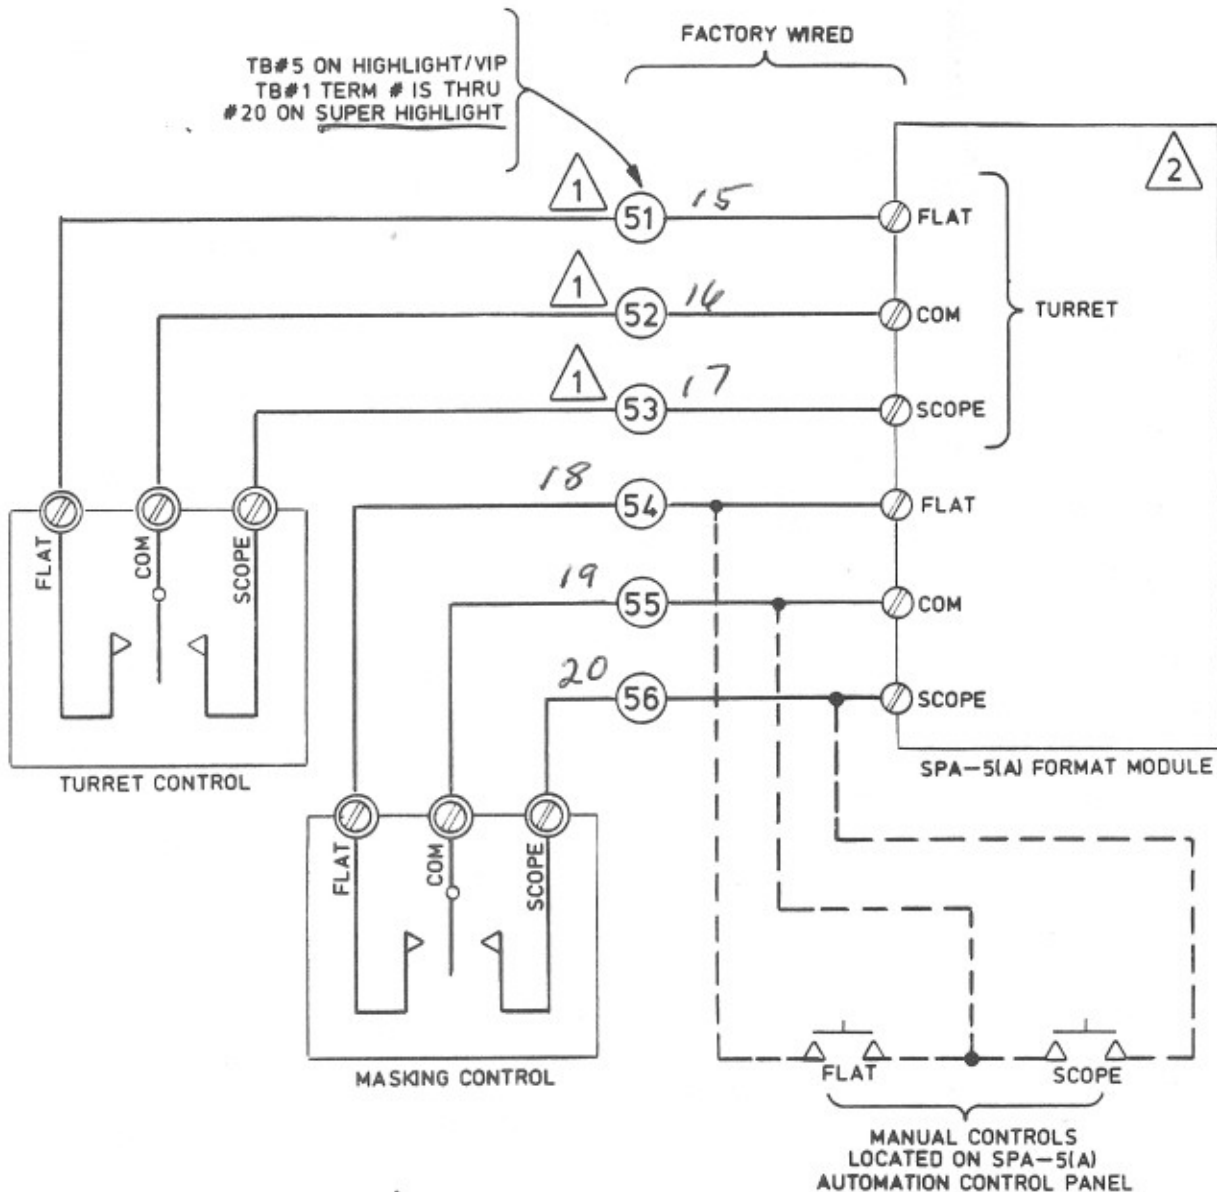 FACTORY WIRED
TB#5 ON HIGHLIGHT/VIP
TB#1 TERM # IS THRU
#20 ON SUPER HIGHLIGHT
2
1 51 15 FLAT
1 52 16 COM
TURRET
1 53 17 SCOPE
18 54 FLAT
FLAT COM SCOPE
19 55 COM
20 56 SCOPE
TURRET CONTROL
SPA-5(A) FORMAT MODULE
FLAT COM SCOPE
MASKING CONTROL
FLAT SCOPE
MANUAL CONTROLS
LOCATED ON SPA-5(A)
AUTOMATION CONTROL PANEL